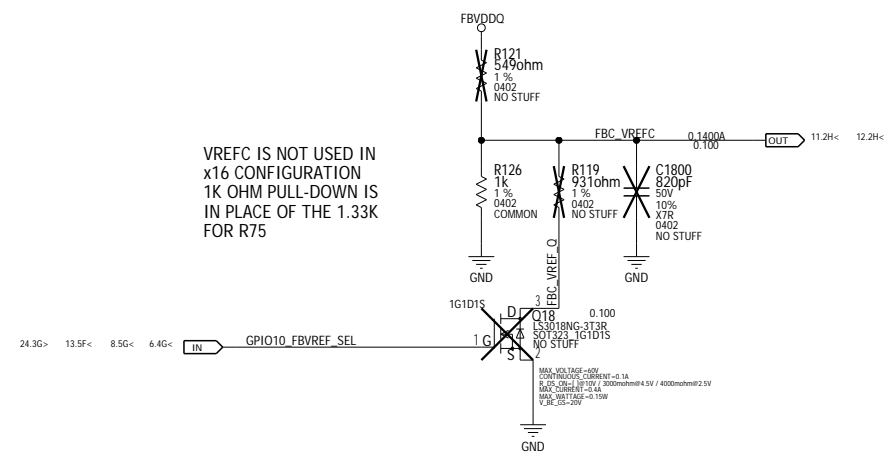 FBVDDQ
R121
549ohm
1 %
0402
NO STUFF
FBC_VREFC
0.1400A
0.100
OUT
11.2H< 12.2H<
VREFC IS NOT USED IN
x16 CONFIGURATION
1K OHM PULL-DOWN IS
IN PLACE OF THE 1.33K
FOR R75
R126
1k
1 %
0402
COMMON
GND
R119
931ohm
1 %
0402
NO STUFF
C1800
820pF
50V
10%
X7R
0402
NO STUFF
GND
FBC_VREF_Q
1G1D1S
D
3
G
1
S
2
0.100
Q18
LS3018NG-3T3R
SOT323_1G1D1S
NO STUFF
24.3G> 13.5F< 8.5G< 6.4G<
IN
GPIO10_FBVREF_SEL
MAX_VOLTAGE=60V
CONTINUOUS_CURRENT=0.1A
R_DS_ON=[ ]@10V / 3000mohm@4.5V / 4000mohm@2.5V
MAX_CURRENT=0.4A
MAX_WATTAGE=0.15W
V_BE_GS=20V
GND